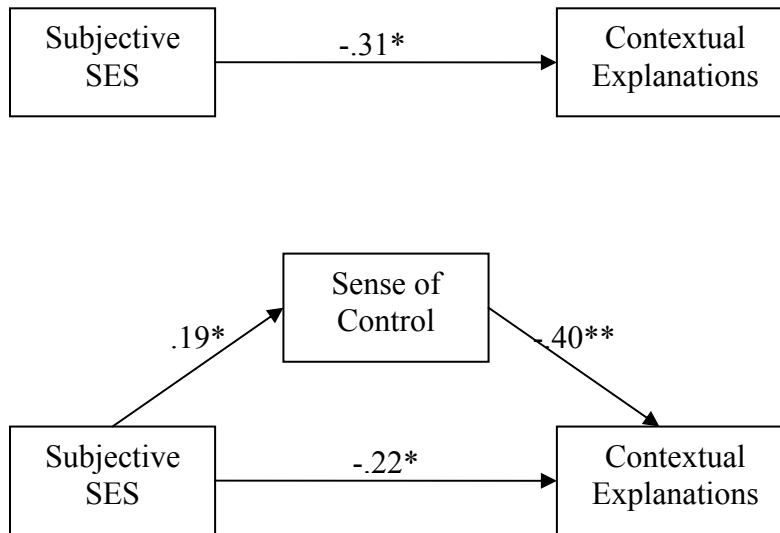 Subjective
SES
-.31*
Contextual
Explanations
Sense of
Control
.19*
-.40**
Subjective
SES
-.22*
Contextual
Explanations